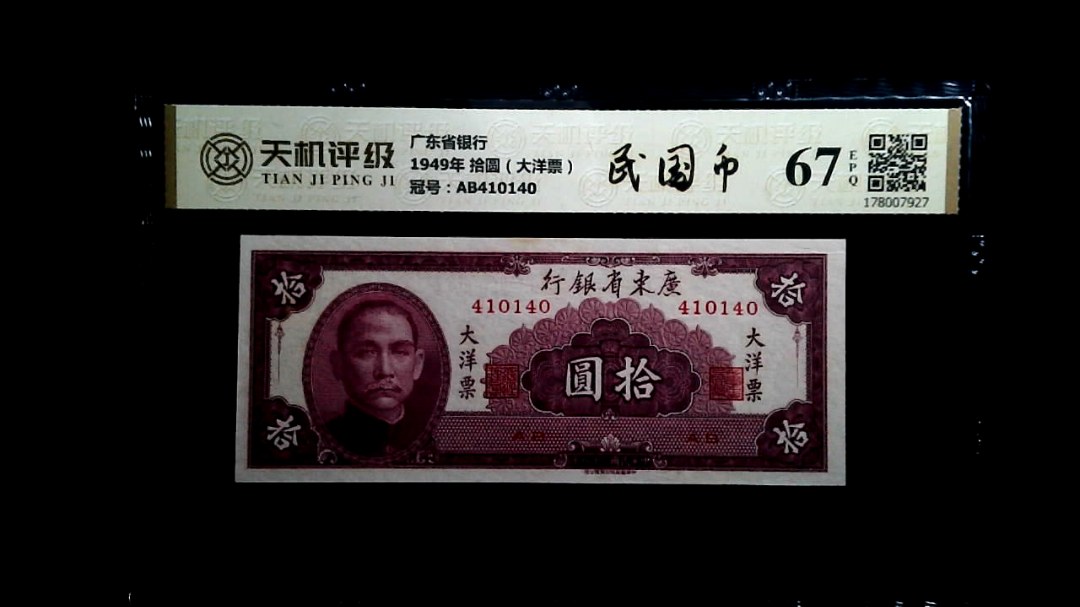 天机评级
TIAN JI PING JI
广东省银行
1949年 拾圆（大洋票）
冠号：AB410140
民国币
67
EPQ
178007927
行銀省東廣
410140 410140
大洋票
大洋票
圓拾
拾
拾
拾
拾
AB AB